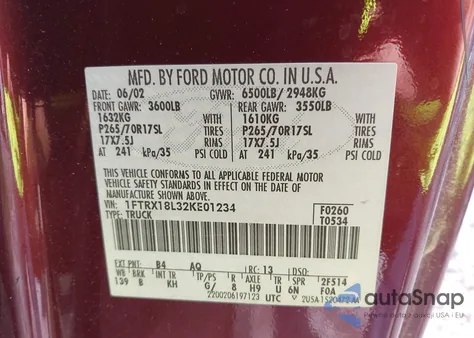 MFD. BY FORD MOTOR CO. IN U.S.A.
DATE: 06/02 GVWR: 6500LB/ 2948KG
FRONT GAWR: 3600LB REAR GAWR: 3550LB
1632KG WITH 1610KG WITH
P265/70R17SL TIRES P265/70R17SL TIRES
17X7.5J RIMS 17X7.5J RIMS
AT 241 kPa/35 PSI COLD AT 241 kPa/35 PSI COLD
THIS VEHICLE CONFORMS TO ALL APPLICABLE FEDERAL MOTOR
VEHICLE SAFETY STANDARDS IN EFFECT ON THE DATE OF
MANUFACTURE SHOWN ABOVE.
VIN: 1FTRX18L32KE01234 F0260
TYPE: TRUCK T0534
EXT PNT: B4 AQ RC: 13 DSO:
WB BRK INT TR TP/PS R AXLE TR SPR 2F514
139 B KH G/ 8 H9 U 6N F0A
2200206197123 UTC
autoSnap
Pewne auto z aukcji USA i EU